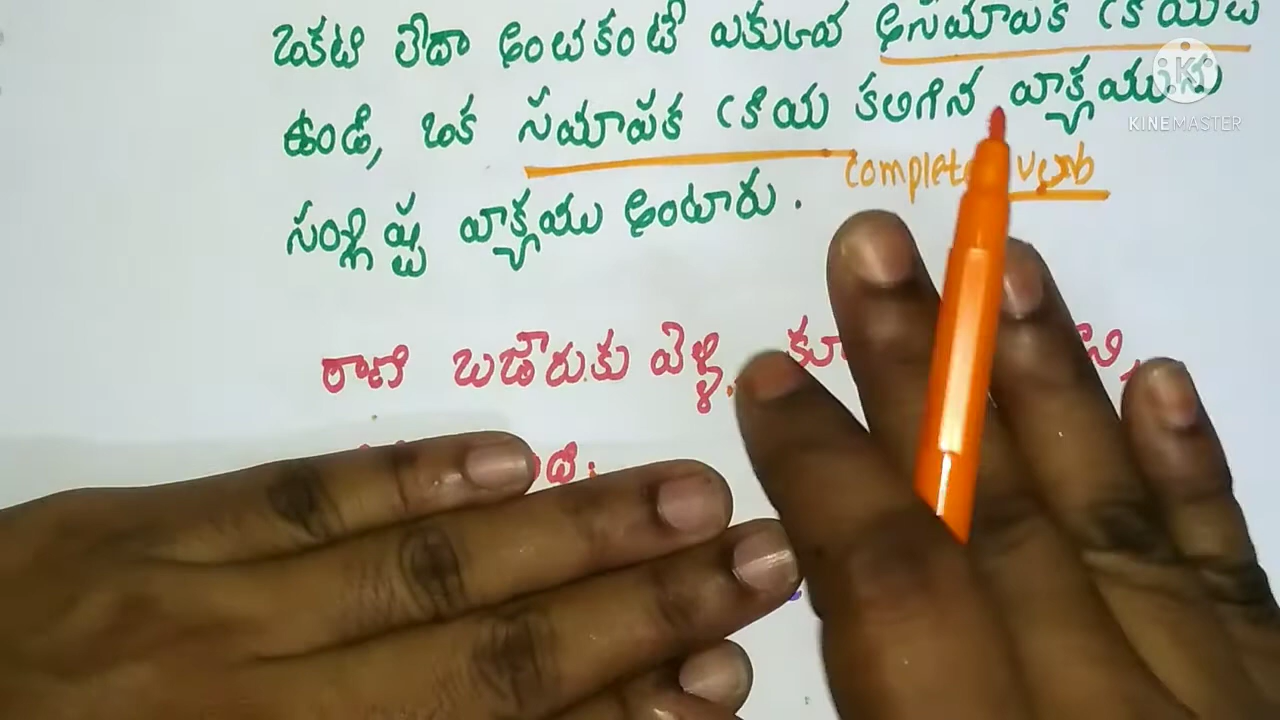 ఒకటి లేదా అంతకంటే ఎక్కువ అసమాపక క్రియలు
ఉండి, ఒక సమాపక క్రియ కలిగిన వాక్యమును
KINEMASTER
complete verb
సంశ్లిష్ట వాక్యము అంటారు.
రాణి బజారుకు వెళ్ళి,